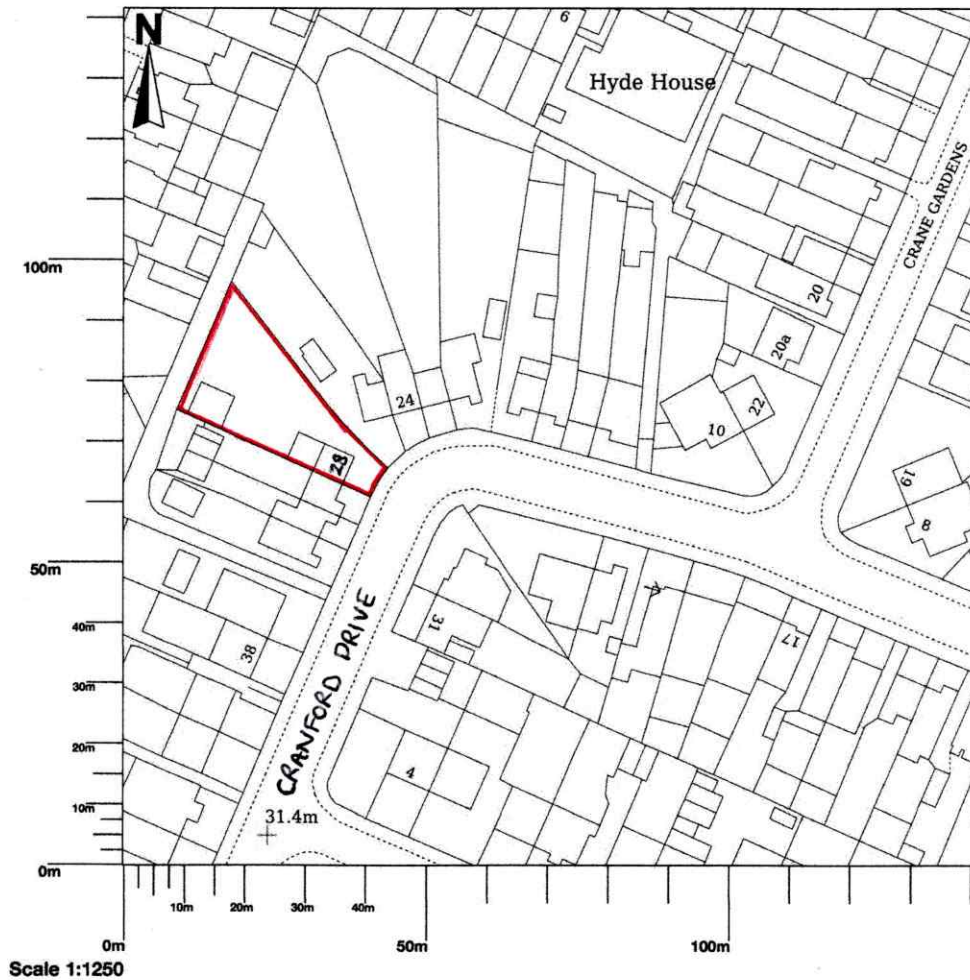 N
6
Hyde House
CRANE GARDENS
100m
20
20a
24
22
10
28
19
8
50m
40m
31
17
38
30m
CRANFORD DRIVE
20m
4
10m
31.4m
0m
10m
20m
30m
40m
0m
50m
100m
Scale 1:1250